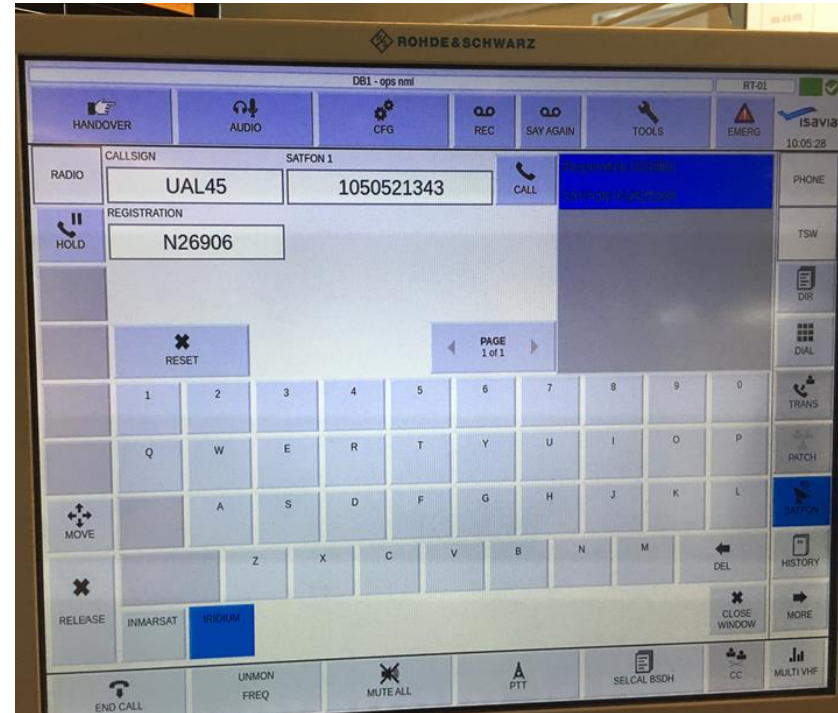 ROHDE&SCHWARZ
DB1 - ops nml
RT-01
HANDOVER
AUDIO
CFG
REC
SAY AGAIN
TOOLS
EMERG
isavia
10:05:28
RADIO
CALLSIGN
UAL45
SATFON 1
1050521343
CALL
PHONE
HOLD
REGISTRATION
N26906
TSW
DIR
RESET
PAGE
1 of 1
DIAL
1 2 3 4 5 6 7 8 9 0
TRANS
Q W E R T Y U I O P
PATCH
MOVE
A S D F G H J K L
SATFON
Z X C V B N M
DEL
HISTORY
RELEASE
INMARSAT
IRIDIUM
CLOSE
WINDOW
MORE
END CALL
UNMON
FREQ
MUTE ALL
PTT
SELCAL BSDH
CC
MULTI VHF